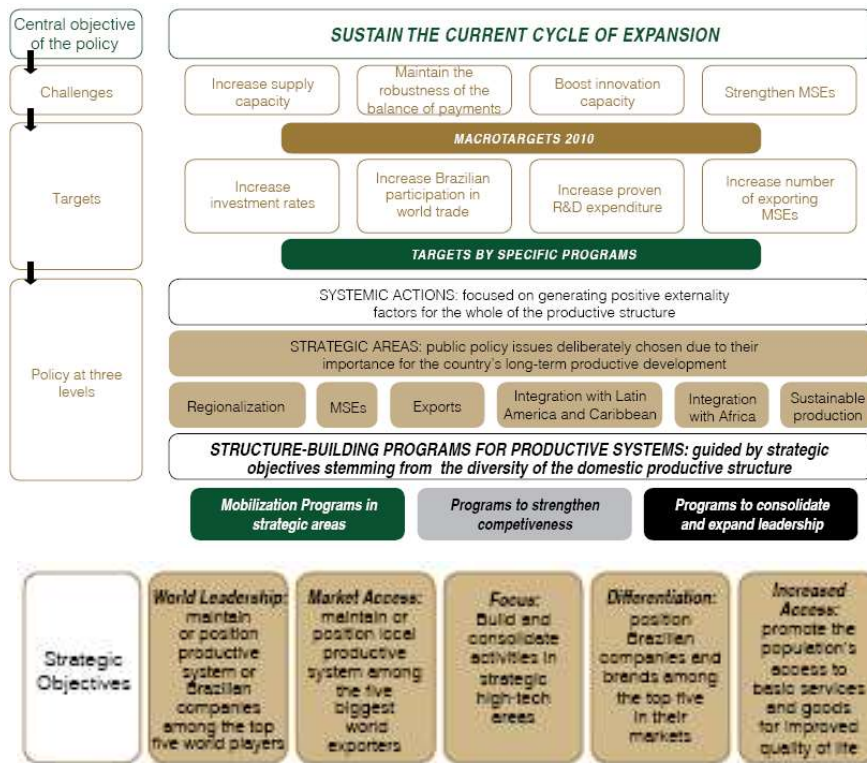 Central objective
of the policy
SUSTAIN THE CURRENT CYCLE OF EXPANSION
Challenges
Increase supply
capacity
Maintain the
robustness of the
balance of payments
Boost innovation
capacity
Strengthen MSEs
MACROTARGETS 2010
Targets
Increase
investment rates
Increase Brazilian
participation in
world trade
Increase proven
R&D expenditure
Increase number
of exporting
MSEs
TARGETS BY SPECIFIC PROGRAMS
Policy at three
levels
SYSTEMIC ACTIONS: focused on generating positive externality
factors for the whole of the productive structure
STRATEGIC AREAS: public policy issues deliberately chosen due to their
importance for the country's long-term productive development
Regionalization
MSEs
Exports
Integration with Latin
America and Caribbean
Integration
with Africa
Sustainable
production
STRUCTURE-BUILDING PROGRAMS FOR PRODUCTIVE SYSTEMS: guided by strategic
objectives stemming from the diversity of the domestic productive structure
Mobilization Programs in
strategic areas
Programs to strengthen
competiveness
Programs to consolidate
and expand leadership
Strategic
Objectives
World Leadership:
maintain
or position
productive
system or
Brazilian
companies
among the top
five world players
Market Access:
maintain or
position local
productive
system among
the five
biggest
world
exporters
Focus:
Build and
consolidate
activities in
strategic
high-tech
areas
Differentiation:
position
Brazilian
companies and
brands among
the top five
in their
markets
Increased
Access:
promote the
population's
access to
basic services
and goods
for improved
quality of life